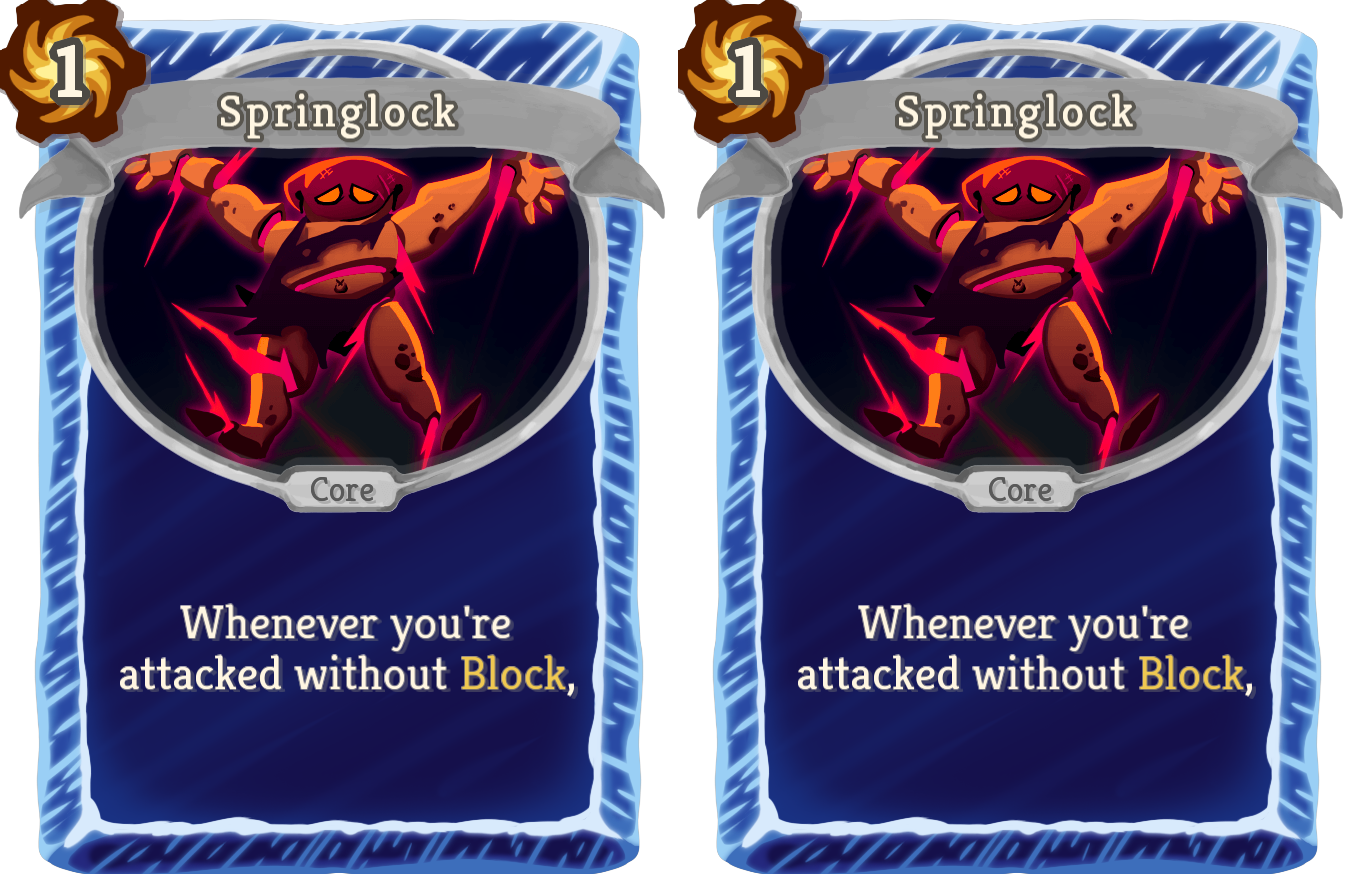 1
Springlock
Core
Whenever you're
attacked without Block,
1
Springlock
Core
Whenever you're
attacked without Block,